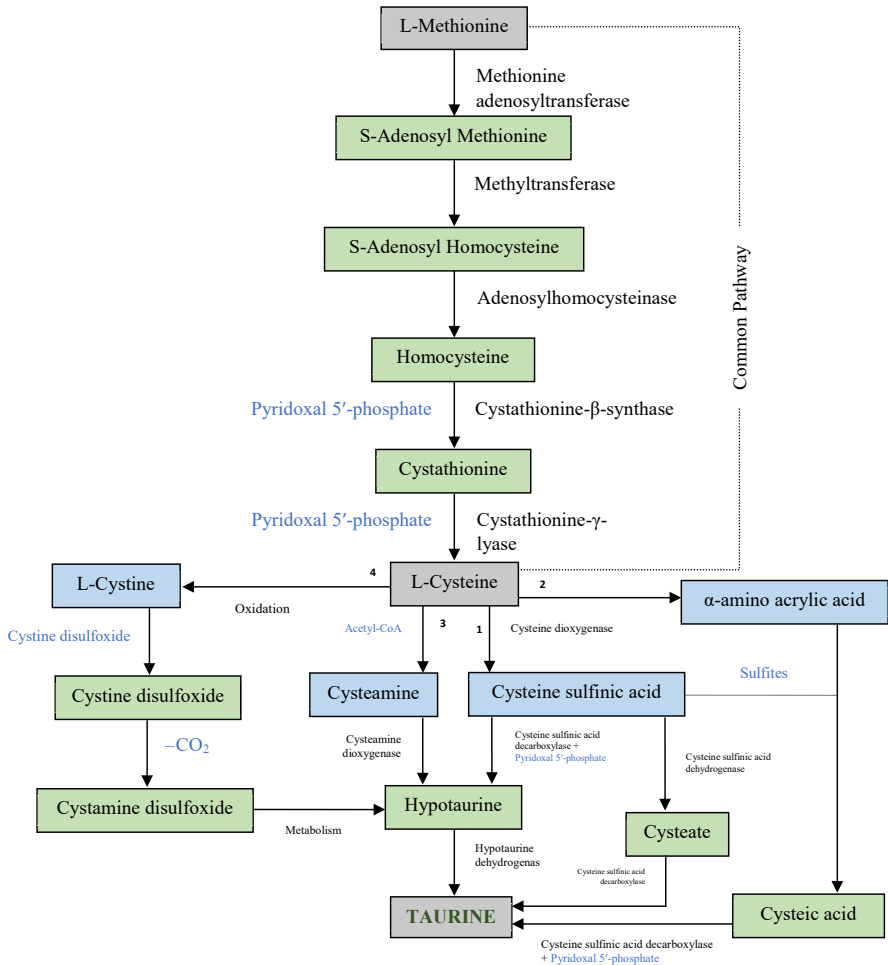 L-Methionine
Methionine
adenosyltransferase
S-Adenosyl Methionine
Methyltransferase
S-Adenosyl Homocysteine
Adenosylhomocysteinase
Common Pathway
Homocysteine
Pyridoxal 5′-phosphate
Cystathionine-β-synthase
Cystathionine
Pyridoxal 5′-phosphate
Cystathionine-γ-
lyase
L-Cystine
4
L-Cysteine
2
α-amino acrylic acid
Oxidation
Cystine disulfoxide
Acetyl-CoA
3
1
Cysteine dioxygenase
Cystine disulfoxide
Cysteamine
Cysteine sulfinic acid
Sulfites
–CO2
Cysteamine
dioxygenase
Cysteine sulfinic acid
decarboxylase +
Pyridoxal 5′-phosphate
Cysteine sulfinic acid
dehydrogenase
Cystamine disulfoxide
Metabolism
Hypotaurine
Cysteate
Hypotaurine
dehydrogenas
Cysteine sulfinic acid
decarboxylase
TAURINE
Cysteic acid
Cysteine sulfinic acid decarboxylase
+ Pyridoxal 5′-phosphate